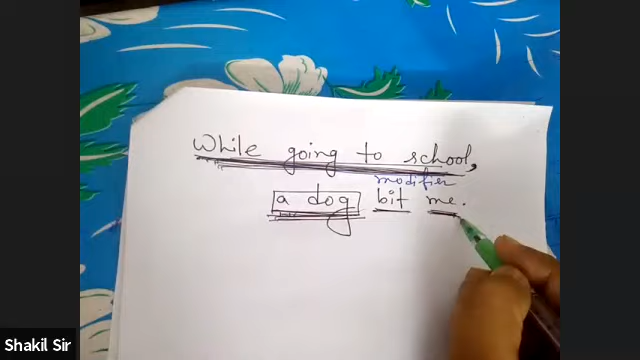 While going to school,
modifier
a dog bit me.
Shakil Sir